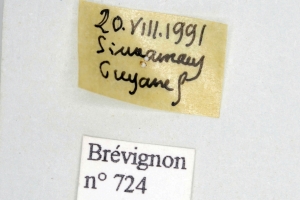 20.VIII.1991
Sinnamary
Guyane f
Brévignon
n° 724